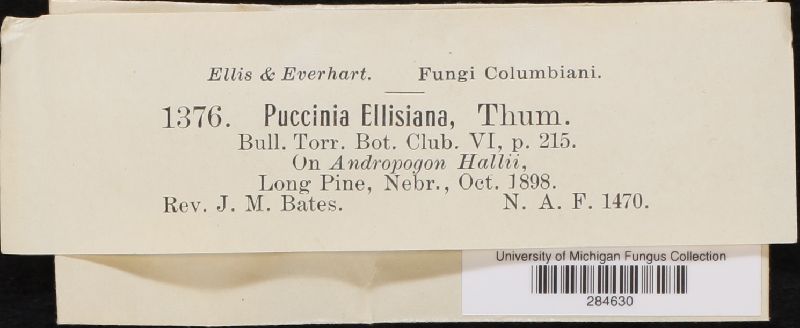 Ellis & Everhart. Fungi Columbiani.
1376. Puccinia Ellisiana, Thum.
Bull. Torr. Bot. Club. VI, p. 215.
On Andropogon Hallii,
Long Pine, Nebr., Oct. 1898.
Rev. J. M. Bates. N. A. F. 1470.
University of Michigan Fungus Collection
284630